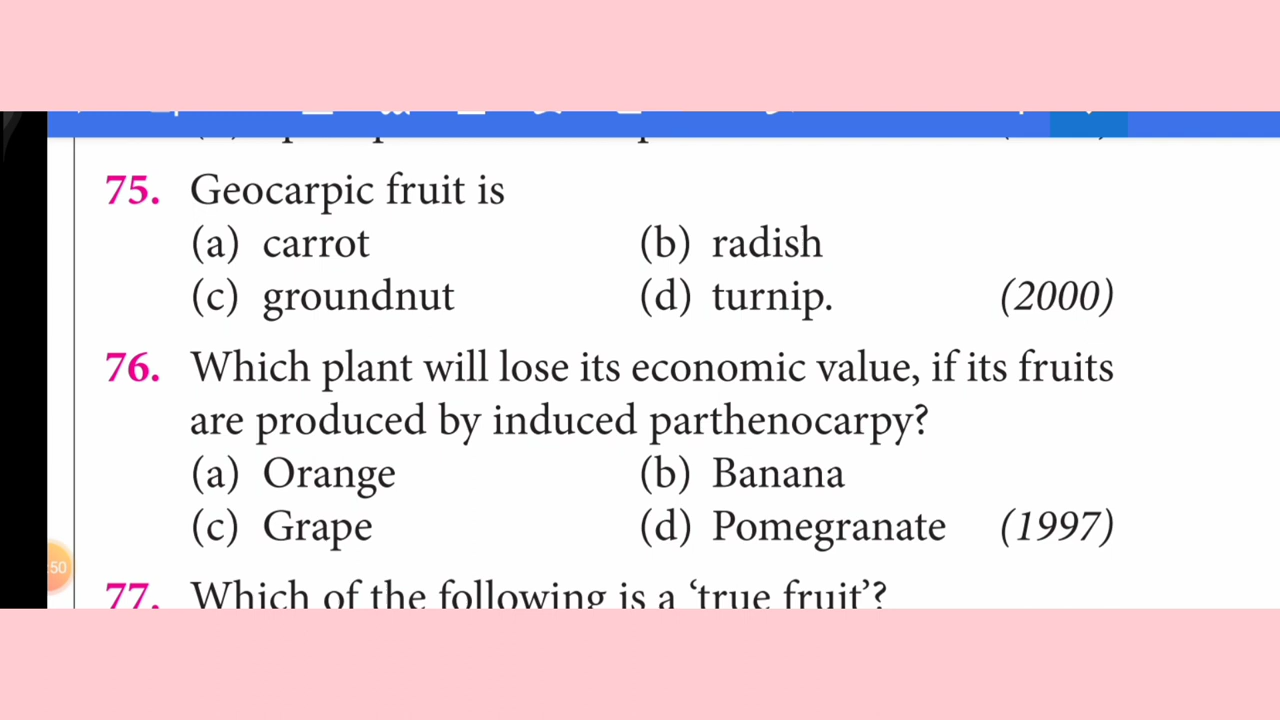 75. Geocarpic fruit is
(a) carrot (b) radish
(c) groundnut (d) turnip. (2000)
76. Which plant will lose its economic value, if its fruits
are produced by induced parthenocarpy?
(a) Orange (b) Banana
(c) Grape (d) Pomegranate (1997)
:50
77. Which of the following is a ‘true fruit’?